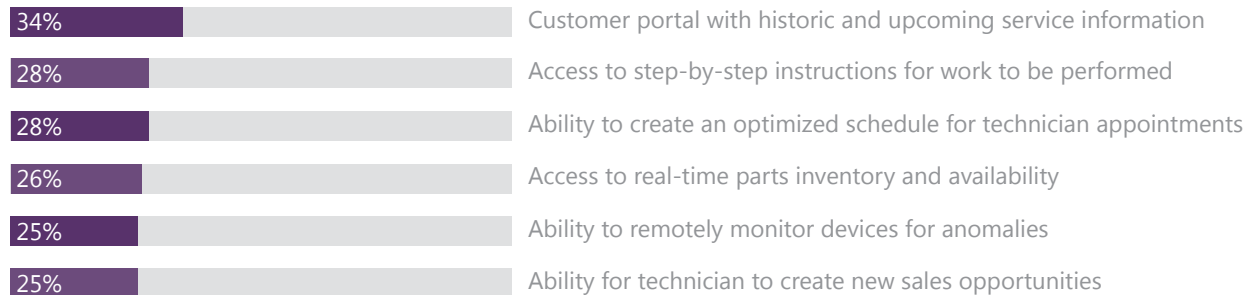 34% Customer portal with historic and upcoming service information
28% Access to step-by-step instructions for work to be performed
28% Ability to create an optimized schedule for technician appointments
26% Access to real-time parts inventory and availability
25% Ability to remotely monitor devices for anomalies
25% Ability for technician to create new sales opportunities